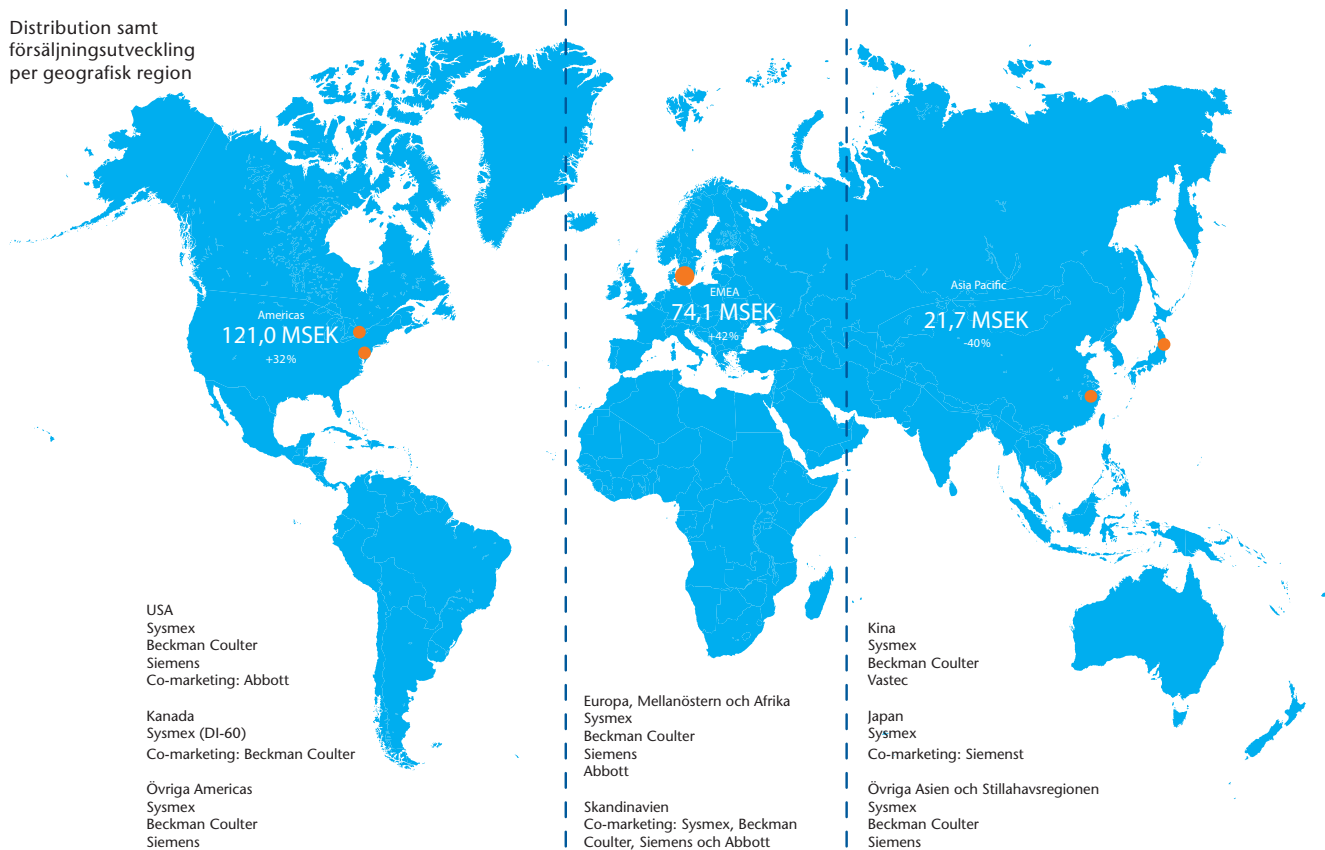 Distribution samt
försäljningsutveckling
per geografisk region
Americas
121,0 MSEK
+32%
EMEA
74,1 MSEK
+42%
Asia Pacific
21,7 MSEK
-40%
USA
Sysmex
Beckman Coulter
Siemens
Co-marketing: Abbott
Kanada
Sysmex (DI-60)
Co-marketing: Beckman Coulter
Övriga Americas
Sysmex
Beckman Coulter
Siemens
Europa, Mellanöstern och Afrika
Sysmex
Beckman Coulter
Siemens
Abbott
Skandinavien
Co-marketing: Sysmex, Beckman
Coulter, Siemens och Abbott
Kina
Sysmex
Beckman Coulter
Vastec
Japan
Sysmex
Co-marketing: Siemenst
Övriga Asien och Stillahavsregionen
Sysmex
Beckman Coulter
Siemens